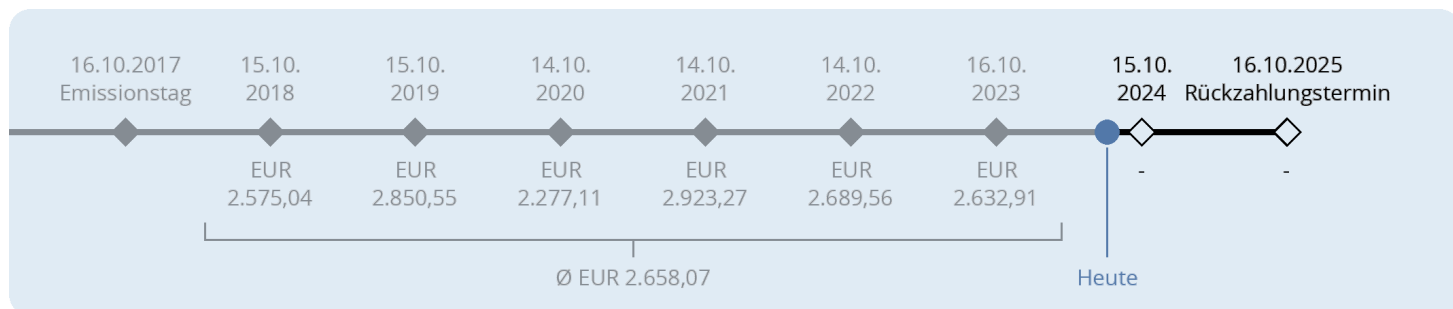 16.10.2017
Emissionstag
15.10.
2018
15.10.
2019
14.10.
2020
14.10.
2021
14.10.
2022
16.10.
2023
15.10.
2024
16.10.2025
Rückzahlungstermin
EUR
2.575,04
EUR
2.850,55
EUR
2.277,11
EUR
2.923,27
EUR
2.689,56
EUR
2.632,91
-
-
Ø EUR 2.658,07
Heute